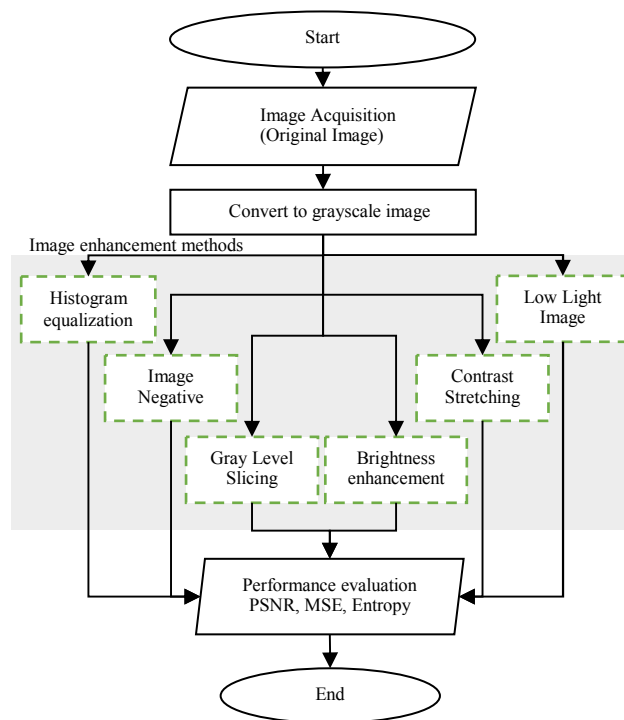 Start
Image Acquisition
(Original Image)
Convert to grayscale image
Image enhancement methods
Histogram
equalization
Low Light
Image
Image
Negative
Contrast
Stretching
Gray Level
Slicing
Brightness
enhancement
Performance evaluation
PSNR, MSE, Entropy
End